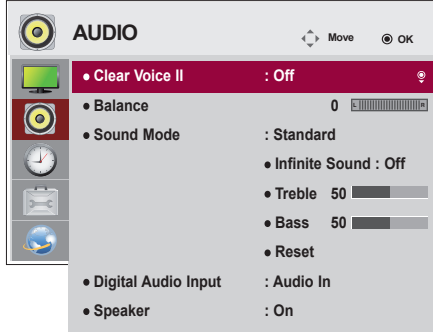 AUDIO Move OK
• Clear Voice II : Off
• Balance 0 L R
• Sound Mode : Standard
• Infinite Sound : Off
• Treble 50
• Bass 50
• Reset
• Digital Audio Input : Audio In
• Speaker : On